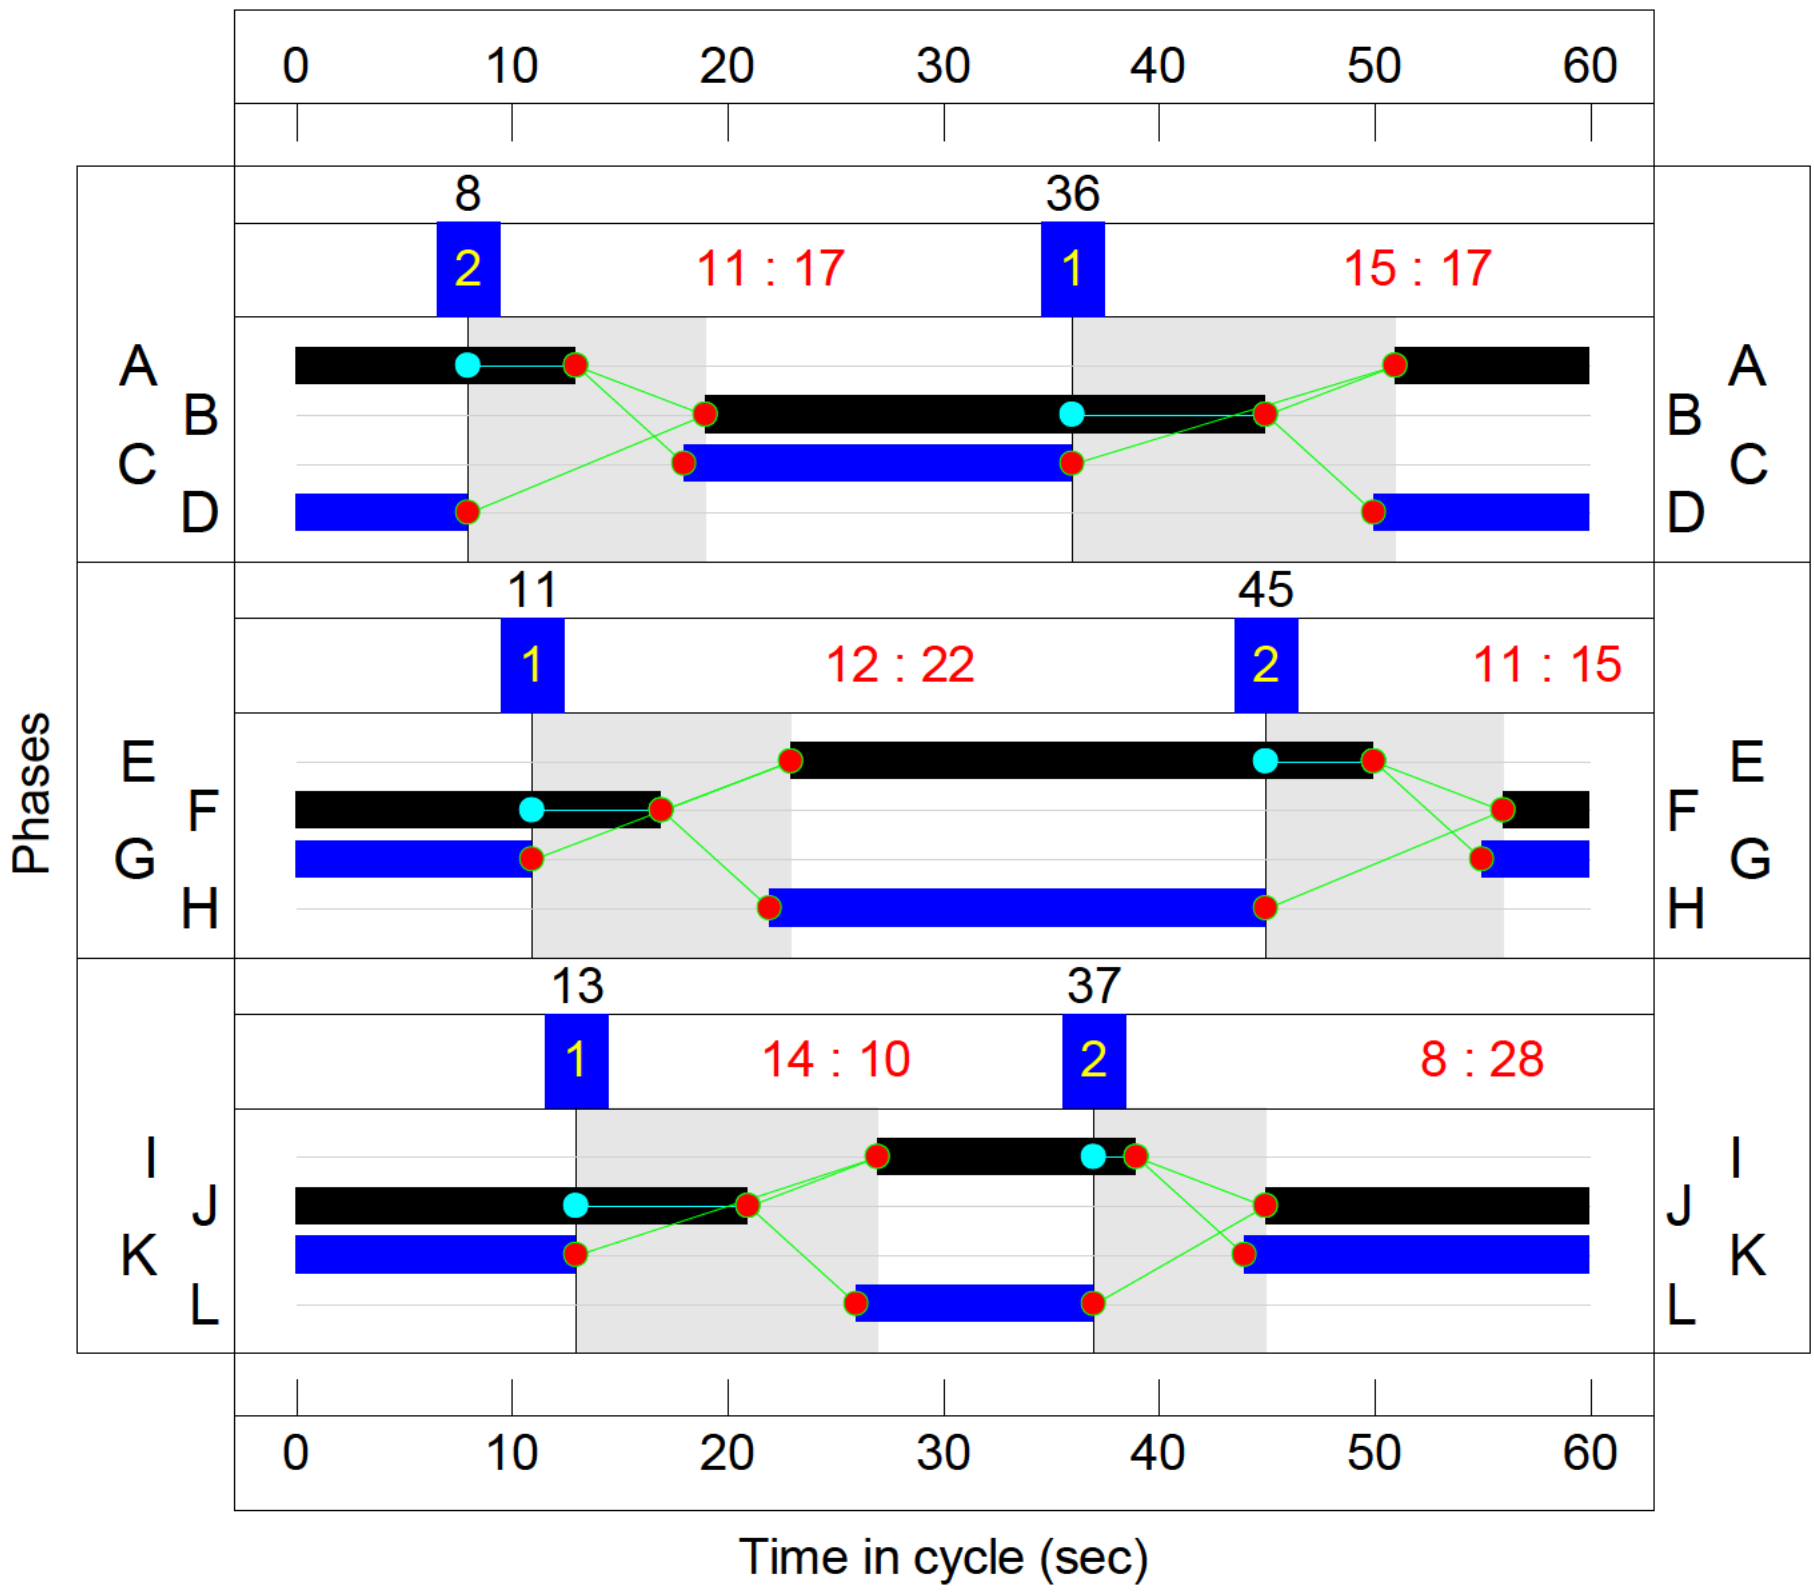 0 10 20 30 40 50 60
8 36
2 11 : 17 1 15 : 17
A A
B B
C C
D D
11 45
1 12 : 22 2 11 : 15
Phases
E E
F F
G G
H H
13 37
1 14 : 10 2 8 : 28
I I
J J
K K
L L
0 10 20 30 40 50 60
Time in cycle (sec)